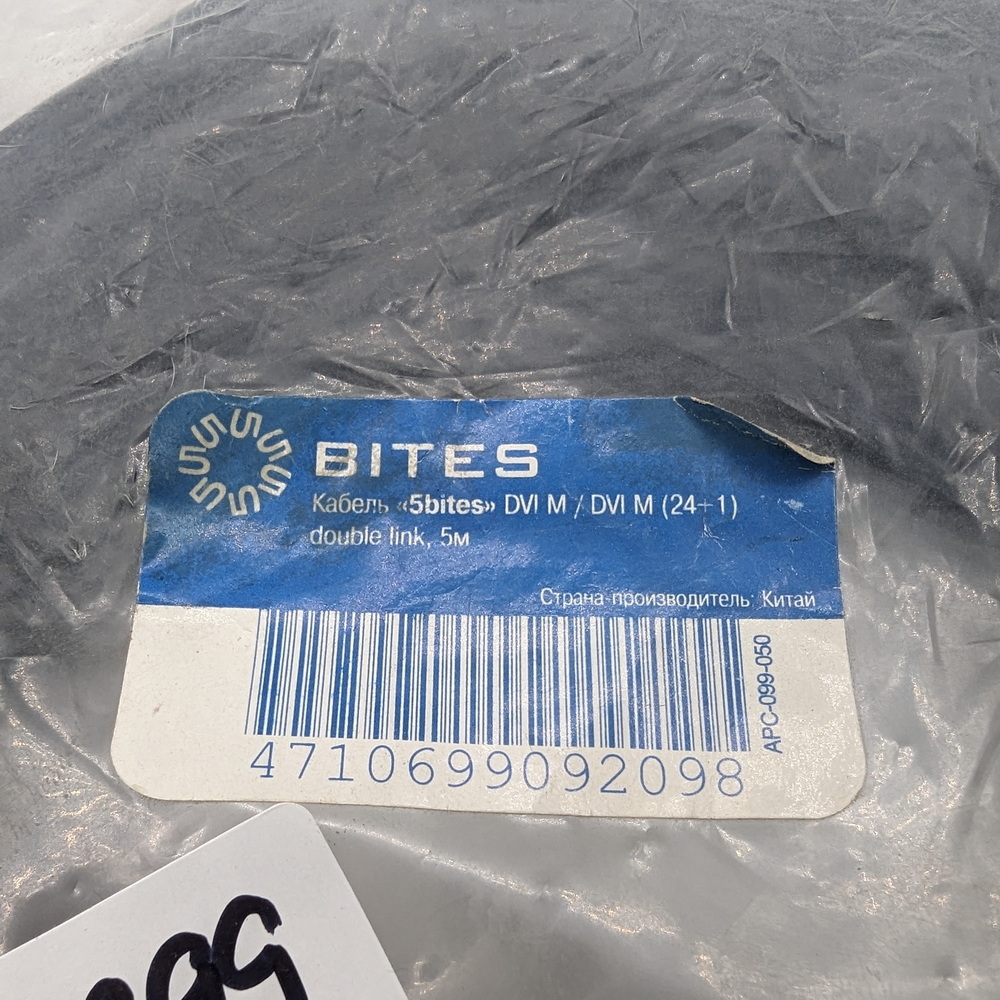 BITES
Кабель «5bites» DVI M / DVI M (24+1)
double link, 5м
Страна-производитель: Китай
APC-099-050
4710699092098